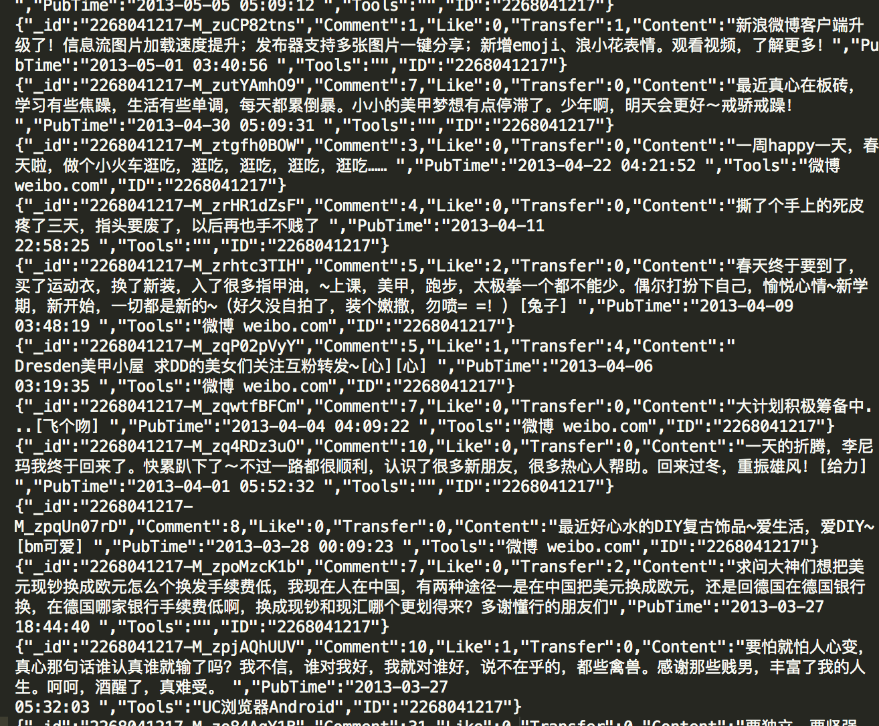 ","PubTime":"2013-05-05 05:09:12 ","Tools":"","ID":"2268041217"}
{"_id":"2268041217-M_zuCP82tns","Comment":1,"Like":0,"Transfer":1,"Content":"新浪微博客户端升
级了！信息流图片加载速度提升；发布器支持多张图片一键分享；新增emoji、浪小花表情。观看视频，了解更多！","Pu
bTime":"2013-05-01 03:40:56 ","Tools":"","ID":"2268041217"}
{"_id":"2268041217-M_zutYAmhO9","Comment":7,"Like":0,"Transfer":0,"Content":"最近真心在板砖，
学习有些焦躁，生活有些单调，每天都累倒暴。小小的美甲梦想有点停滞了。少年啊，明天会更好～戒骄戒躁！
","PubTime":"2013-04-30 05:09:31 ","Tools":"","ID":"2268041217"}
{"_id":"2268041217-M_ztgfh0BOW","Comment":3,"Like":0,"Transfer":0,"Content":"一周happy一天，春
天啦，做个小火车逛吃，逛吃，逛吃，逛吃，逛吃…… ","PubTime":"2013-04-22 04:21:52 ","Tools":"微博
weibo.com","ID":"2268041217"}
{"_id":"2268041217-M_zrHR1dZsF","Comment":4,"Like":0,"Transfer":0,"Content":"撕了个手上的死皮
疼了三天，指头要废了，以后再也手不贱了 ","PubTime":"2013-04-11
22:58:25 ","Tools":"","ID":"2268041217"}
{"_id":"2268041217-M_zrhtc3TIH","Comment":5,"Like":2,"Transfer":0,"Content":"春天终于要到了，
买了运动衣，换了新装，入了很多指甲油，~上课，美甲，跑步，太极拳一个都不能少。偶尔打扮下自己，愉悦心情~新学
期，新开始，一切都是新的~（好久没自拍了，装个嫩撒，勿喷= =！）[兔子] ","PubTime":"2013-04-09
03:48:19 ","Tools":"微博 weibo.com","ID":"2268041217"}
{"_id":"2268041217-M_zqP02pVyY","Comment":5,"Like":1,"Transfer":4,"Content":"
Dresden美甲小屋 求DD的美女们关注互粉转发~[心][心] ","PubTime":"2013-04-06
03:19:35 ","Tools":"微博 weibo.com","ID":"2268041217"}
{"_id":"2268041217-M_zqwtfBFCm","Comment":7,"Like":0,"Transfer":0,"Content":"大计划积极筹备中.
..[飞个吻] ","PubTime":"2013-04-04 04:09:22 ","Tools":"微博 weibo.com","ID":"2268041217"}
{"_id":"2268041217-M_zq4RDz3uO","Comment":10,"Like":0,"Transfer":0,"Content":"一天的折腾，李尼
玛我终于回来了。快累趴下了～不过一路都很顺利，认识了很多新朋友，很多热心人帮助。回来过冬，重振雄风！[给力]
","PubTime":"2013-04-01 05:52:32 ","Tools":"","ID":"2268041217"}
{"_id":"2268041217-
M_zpqUn07rD","Comment":8,"Like":0,"Transfer":0,"Content":"最近好心水的DIY复古饰品~爱生活，爱DIY~
[bm可爱] ","PubTime":"2013-03-28 00:09:23 ","Tools":"微博 weibo.com","ID":"2268041217"}
{"_id":"2268041217-M_zpoMzcK1b","Comment":7,"Like":0,"Transfer":2,"Content":"求问大神们想把美
元现钞换成欧元怎么个换发手续费低，我现在人在中国，有两种途径一是在中国把美元换成欧元，还是回德国在德国银行
换，在德国哪家银行手续费低啊，换成现钞和现汇哪个更划得来？多谢懂行的朋友们","PubTime":"2013-03-27
18:44:40 ","Tools":"","ID":"2268041217"}
{"_id":"2268041217-M_zpjAQhUUV","Comment":10,"Like":1,"Transfer":0,"Content":"要怕就怕人心变，
真心那句话谁认真谁就输了吗？我不信，谁对我好，我就对谁好，说不在乎的，都些禽兽。感谢那些贱男，丰富了我的人
生。呵呵，酒醒了，真难受。 ","PubTime":"2013-03-27
05:32:03 ","Tools":"UC浏览器Android","ID":"2268041217"}
{"_id":"2268041217-M_zo84AgY1B","Comment":31,"Like":0,"Transfer":0,"Content":"要独立，要坚强